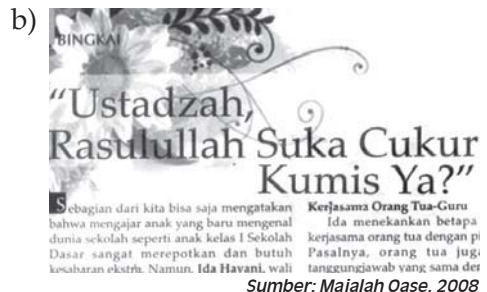 b)
BINGKAI
“Ustadzah,
Rasulullah Suka Cukur
Kumis Ya?”
Sebagian dari kita bisa saja mengatakan
bahwa mengajar anak yang baru mengenal
dunia sekolah seperti anak kelas I Sekolah
Dasar sangat merepotkan dan butuh
kesabaran ekstra. Namun, Ida Hayani, wali
Kerjasama Orang Tua-Guru
Ida menekankan betapa
kerjasama orang tua dengan pi
Pasalnya, orang tua juga
tanggungjawab yang sama de
Sumber: Majalah Oase, 2008